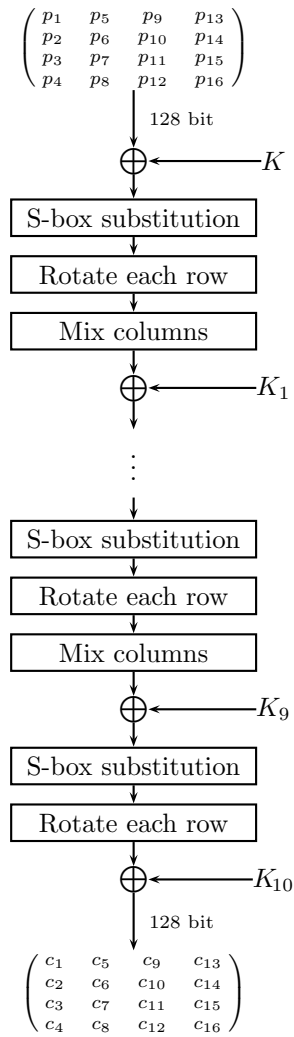 p1 p5 p9 p13
p2 p6 p10 p14
p3 p7 p11 p15
p4 p8 p12 p16
128 bit
K
S-box substitution
Rotate each row
Mix columns
K1
⋮
S-box substitution
Rotate each row
Mix columns
K9
S-box substitution
Rotate each row
K10
128 bit
c1 c5 c9 c13
c2 c6 c10 c14
c3 c7 c11 c15
c4 c8 c12 c16